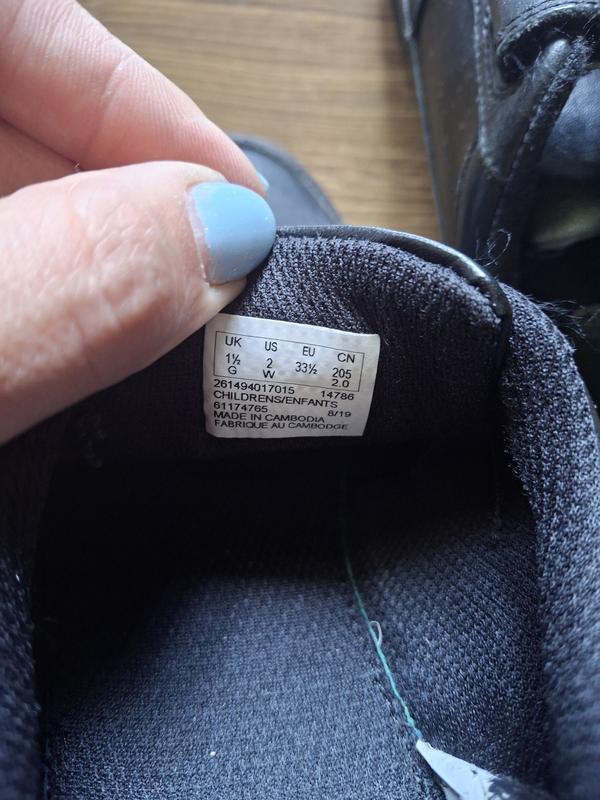 UK US EU CN
1½ 2 33½ 205
G W 2.0
261494017015 14786
CHILDRENS/ENFANTS
61174765 8/19
MADE IN CAMBODIA
FABRIQUE AU CAMBODGE